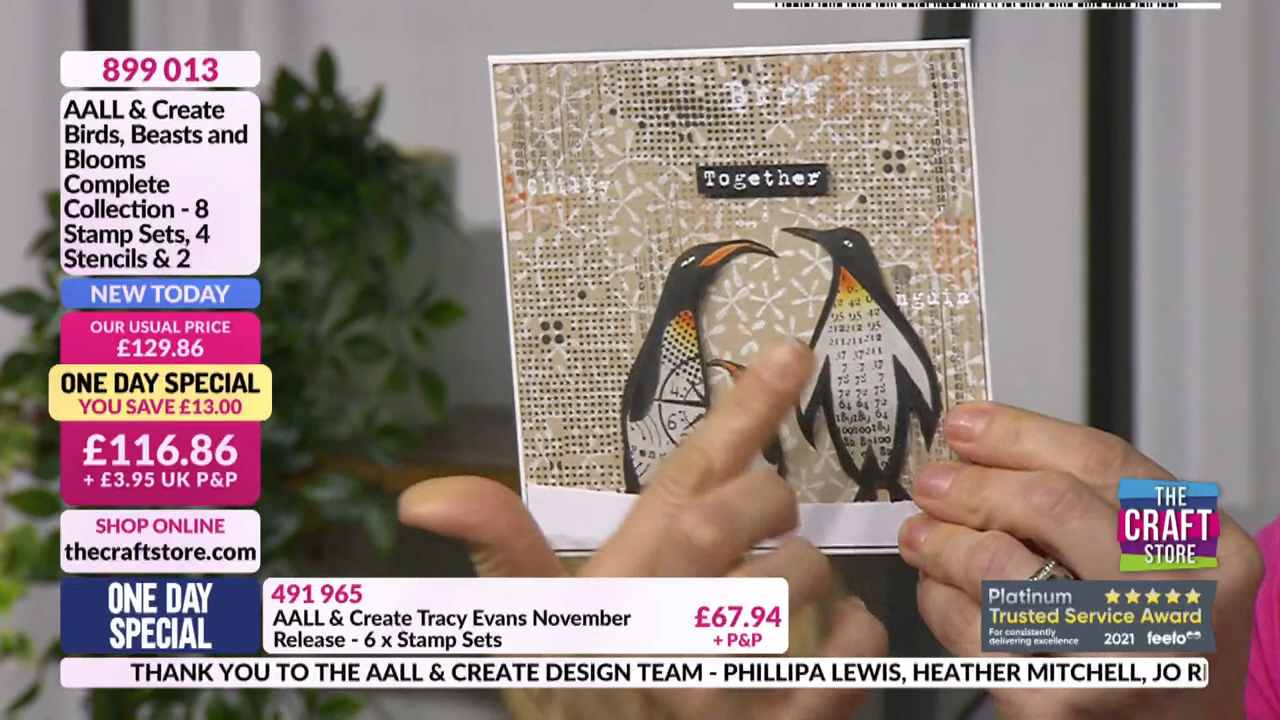 899 013
AALL & Create
Birds, Beasts and
Blooms
Complete
Collection - 8
Stamp Sets, 4
Stencils & 2
NEW TODAY
OUR USUAL PRICE
£129.86
ONE DAY SPECIAL
YOU SAVE £13.00
£116.86
+ £3.95 UK P&P
SHOP ONLINE
thecraftstore.com
ONE DAY
SPECIAL
491 965
AALL & Create Tracy Evans November
Release - 6 x Stamp Sets
£67.94
+ P&P
THANK YOU TO THE AALL & CREATE DESIGN TEAM - PHILLIPA LEWIS, HEATHER MITCHELL, JO R
Brrr
Chilly
Together
nguin
THE
CRAFT
STORE
Platinum
Trusted Service Award
For consistently
delivering excellence
2021 feefo